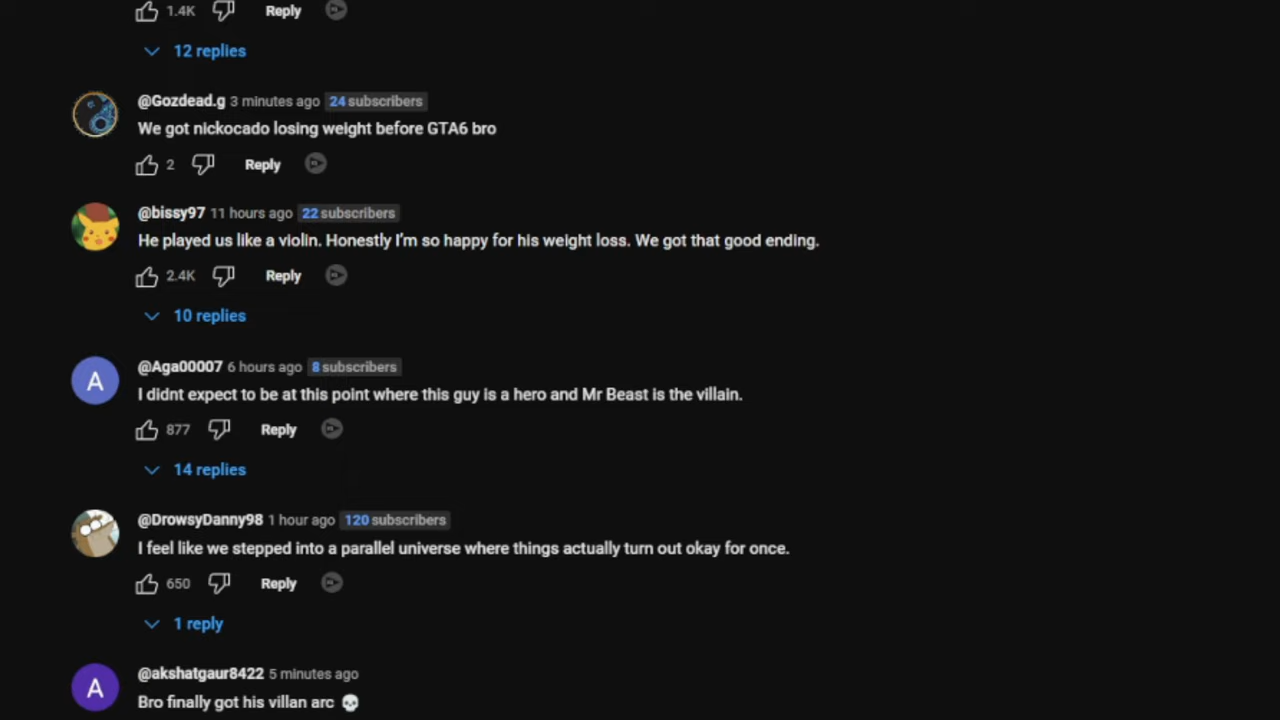 1.4K Reply
12 replies
@Gozdead.g 3 minutes ago 24 subscribers
We got nickocado losing weight before GTA6 bro
2 Reply
@bissy97 11 hours ago 22 subscribers
He played us like a violin. Honestly I'm so happy for his weight loss. We got that good ending.
2.4K Reply
10 replies
@Aga00007 6 hours ago 8 subscribers
I didnt expect to be at this point where this guy is a hero and Mr Beast is the villain.
877 Reply
14 replies
@DrowsyDanny98 1 hour ago 120 subscribers
I feel like we stepped into a parallel universe where things actually turn out okay for once.
650 Reply
1 reply
A
@akshatgaur8422 5 minutes ago
Bro finally got his villan arc 💀
A